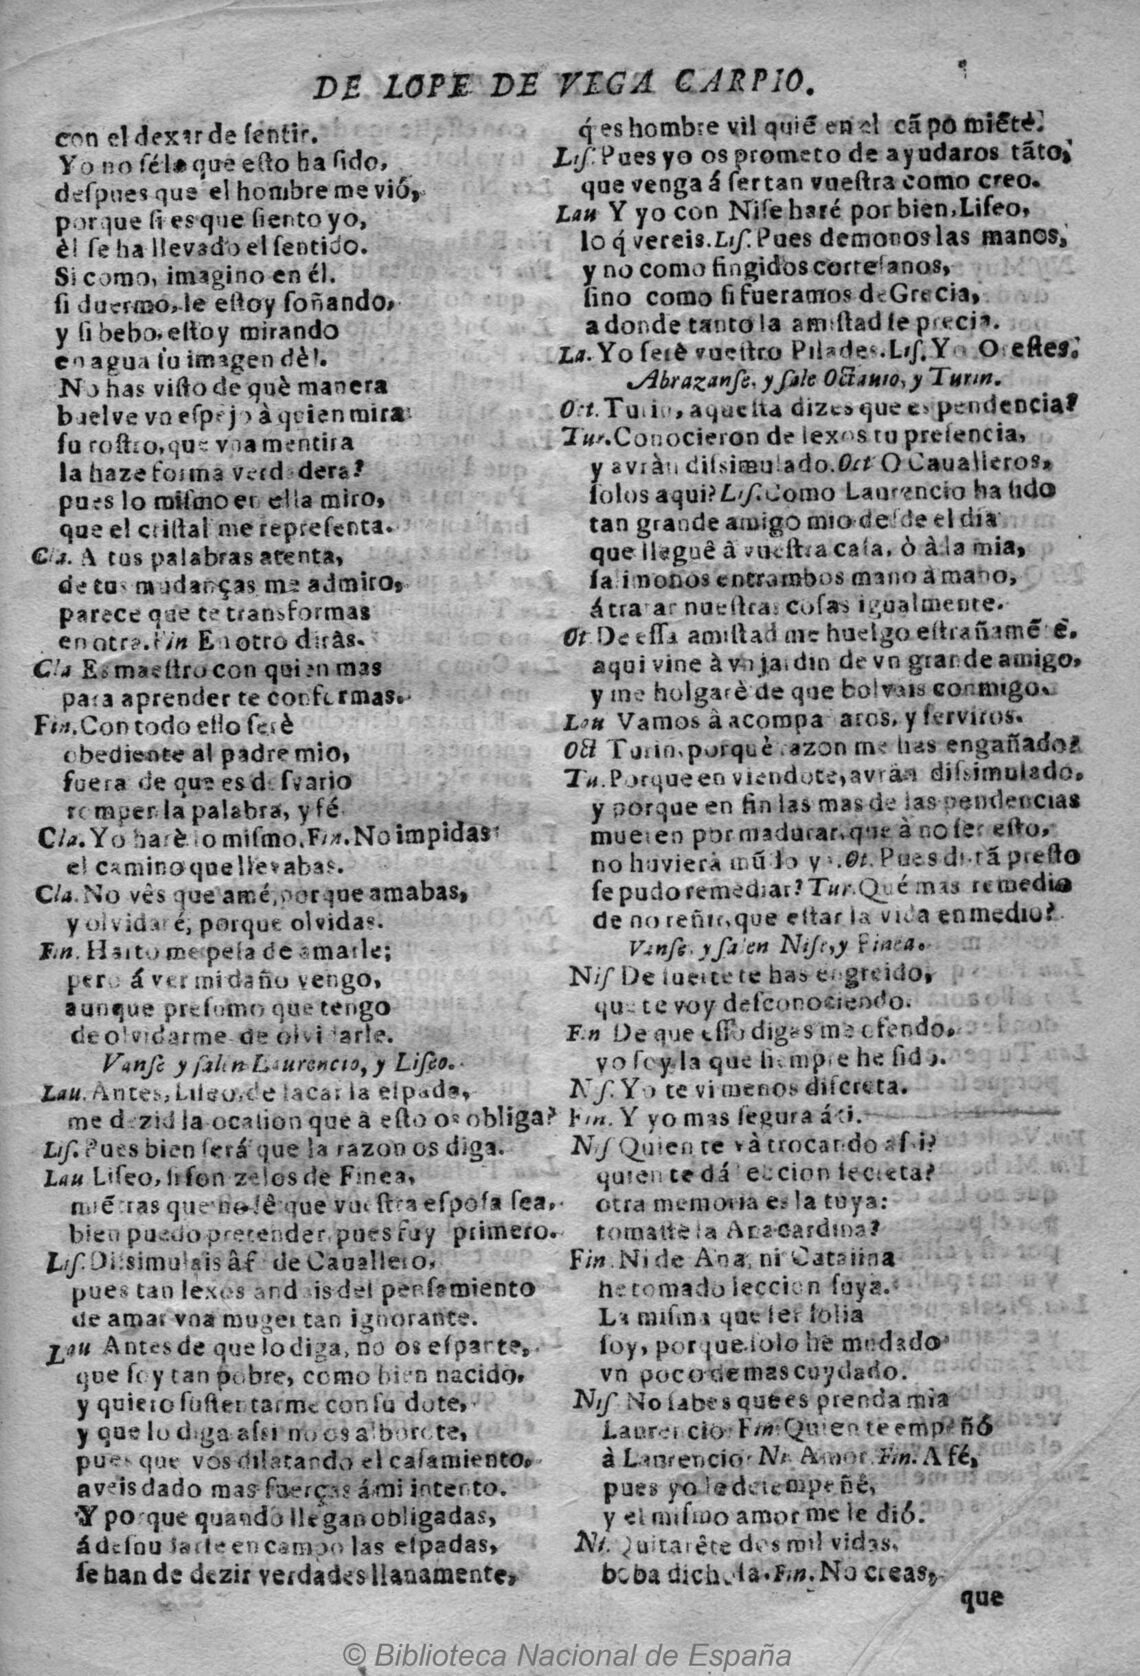 DE LOPE DE VEGA CARPIO.
con el dexar de sentir.
Yo no sé lo que esto ha sido,
despues que el hombre me vió,
porque si es que siento yo,
èl se ha llevado el sentido.
Si como, imagino en él.
si duermo, le estoy soñando,
y si bebo, estoy mirando
en agua su imagen dèl.
No has visto de què manera
buelve vn espejo à quien mira
su rostro, que vna mentira
la haze forma verdadera?
pues lo mismo en ella miro,
que el cristal me representa.
Cla. A tus palabras atenta,
de tus mudanças me admiro,
parece que te transformas
en otra. Fin En otro diràs.
Cla Es maestro con quien mas
para aprender te conformas.
Fin. Con todo esso serè
obediente al padre mio,
fuera de que es desvario
romper la palabra, y fé
Cla. Yo harè lo mismo. Fin. No impidas
el camino que llevabas.
Cla. No vês que amé, porque amabas,
y olvidaré, porque olvidas.
Fin. Harto me pesa de amarle;
pero á ver mi daño vengo,
aunque presumo que tengo
de olvidarme de olvidarle.
Vanse y salen Laurencio, y Liseo.
Lau. Antes, Liseo, de sacar la espada,
me dezid la ocasion que à esto os obliga?
Lis. Pues bien será que la razon os diga.
Lau Liseo, si son zelos de Finea,
miẽtras que no sê que vuestra esposa sea,
bien puedo pretender, pues fuy primero.
Lis. Dissimulais â fè de Cavallero,
pues tan lexos andais del pensamiento
de amar vna muger tan ignorante.
Lau Antes de que lo diga, no os espante,
que soy tan pobre, como bien nacido,
y quiero sustentarme con su dote,
y que lo diga assi no os alborote,
pues que vos dilatando el casamiento,
aveis dado mas fuerças á mi intento.
Y porque quando llegan obligadas,
á desnudarse en campo las espadas,
se han de dezir verdades llanamente,
q̃ es hombre vil quiẽ en el cãpo miẽte.
Lis. Pues yo os prometo de ayudaros tãto,
que venga á ser tan vuestra como creo.
Lau Y yo con Nise haré por bien, Liseo,
lo q̃ vereis. Lis. Pues demonos las manos,
y no como fingidos cortesanos,
sino como si fueramos de Grecia,
a donde tanto la amistad se precia.
La. Yo serè vuestro Pilades. Lis. Yo Orestes.
Abrazanse, y sale Octauio, y Turin.
Oct. Turin, aquesta dizes que es pendencia?
Tur. Conocieron de lexos tu presencia,
y avràn dissimulado. Oct O Caualleros,
solos aqui? Lis. Como Laurencio ha sido
tan grande amigo mio desde el dia
que lleguê â vuestra casa, ò à la mia,
salimonos entrambos mano à mano,
á tratar nuestras cosas igualmente.
Ot. De essa amistad me huelgo estrañamẽte.
aqui vine à vn jardin de vn grande amigo,
y me holgarè de que bolvais conmigo.
Lau Vamos â acompañaros, y serviros.
Oct Turin, porquè razon me has engañado?
Tu. Porque en viendote, avràn dissimulado,
y porque en fin las mas de las pendencias
mueren por madurar, que à no ser esto,
no huvierà mũdo ya. Ot. Pues di, tã presto
se pudo remediar? Tur. Qué mas remedio
de no reñir, que estar la vida en medio?
Vanse, y salen Nise, y Finea.
Nis De suerte te has engreido,
que te voy desconociendo.
Fin De que esso digas me ofendo,
yo soy la que siempre he sido.
Nis. Yo te vi menos discreta.
Fin. Y yo mas segura á ti.
Nis Quien te và trocando assi?
quien te dá leccion secreta?
otra memoria es la tuya:
tomaste la Anacardina?
Fin. Ni de Ana, ni Catalina
he tomado leccion suya.
La misma que ser solia
soy, porque solo he mudado
vn poco de mas cuydado.
Nis. No sabes que es prenda mia
Laurencio? Fin. Quien te empeñó
à Laurencio? Ni. Amor. Fin. A fé,
pues yo le desempeñé,
y el mismo amor me le dió.
Ni. Quitarête dos mil vidas,
boba dichosa. Fin. No creas,
que
© Biblioteca Nacional de España